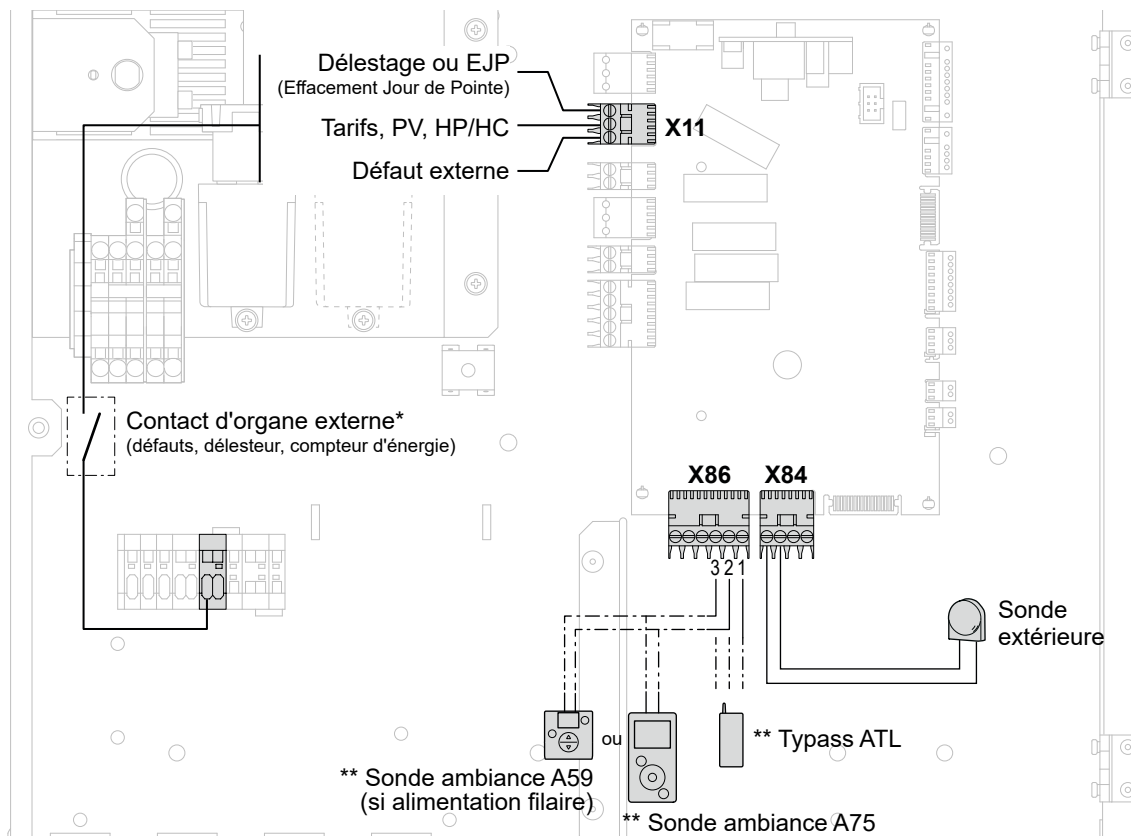 Délestage ou EJP
(Effacement Jour de Pointe)
Tarifs, PV, HP/HC
X11
Défaut externe
Contact d'organe externe*
(défauts, délesteur, compteur d'énergie)
X86
X84
3 2 1
Sonde
extérieure
ou
** Typass ATL
** Sonde ambiance A59
(si alimentation filaire)
** Sonde ambiance A75